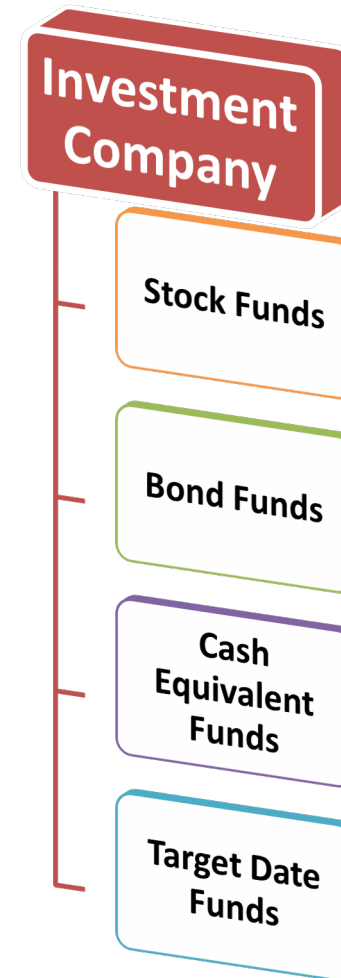 Investment
Company
Stock Funds
Bond Funds
Cash
Equivalent
Funds
Target Date
Funds